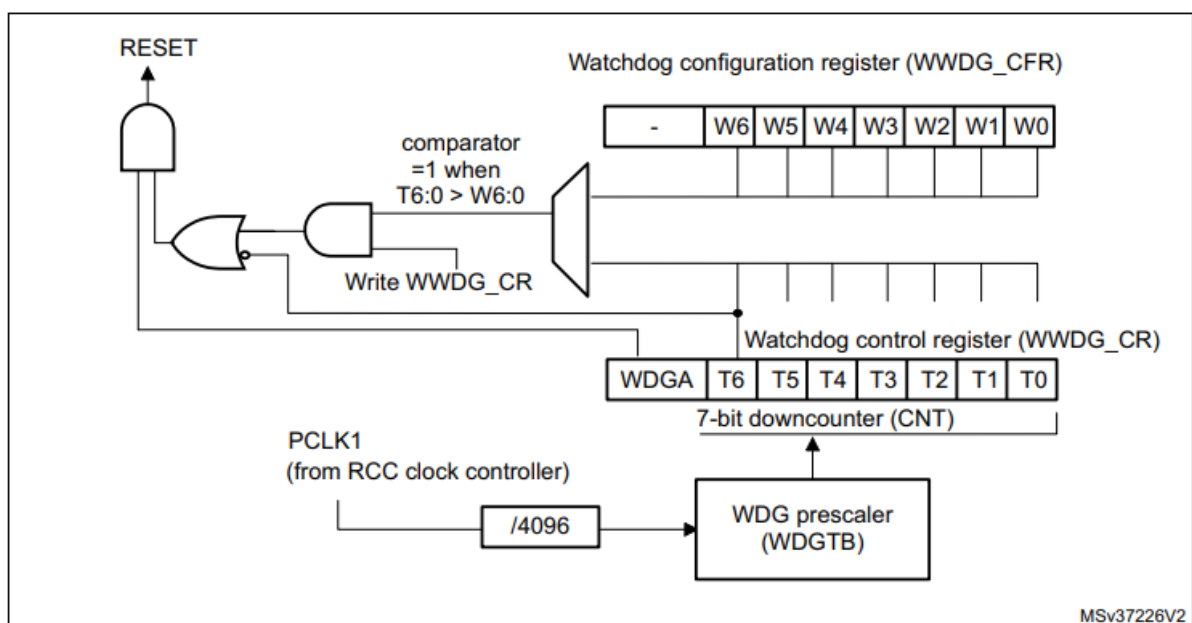 RESET
Watchdog configuration register (WWDG_CFR)
- W6 W5 W4 W3 W2 W1 W0
comparator
=1 when
T6:0 > W6:0
Write WWDG_CR
Watchdog control register (WWDG_CR)
WDGA T6 T5 T4 T3 T2 T1 T0
7-bit downcounter (CNT)
PCLK1
(from RCC clock controller)
/4096
WDG prescaler
(WDGTB)
MSv37226V2